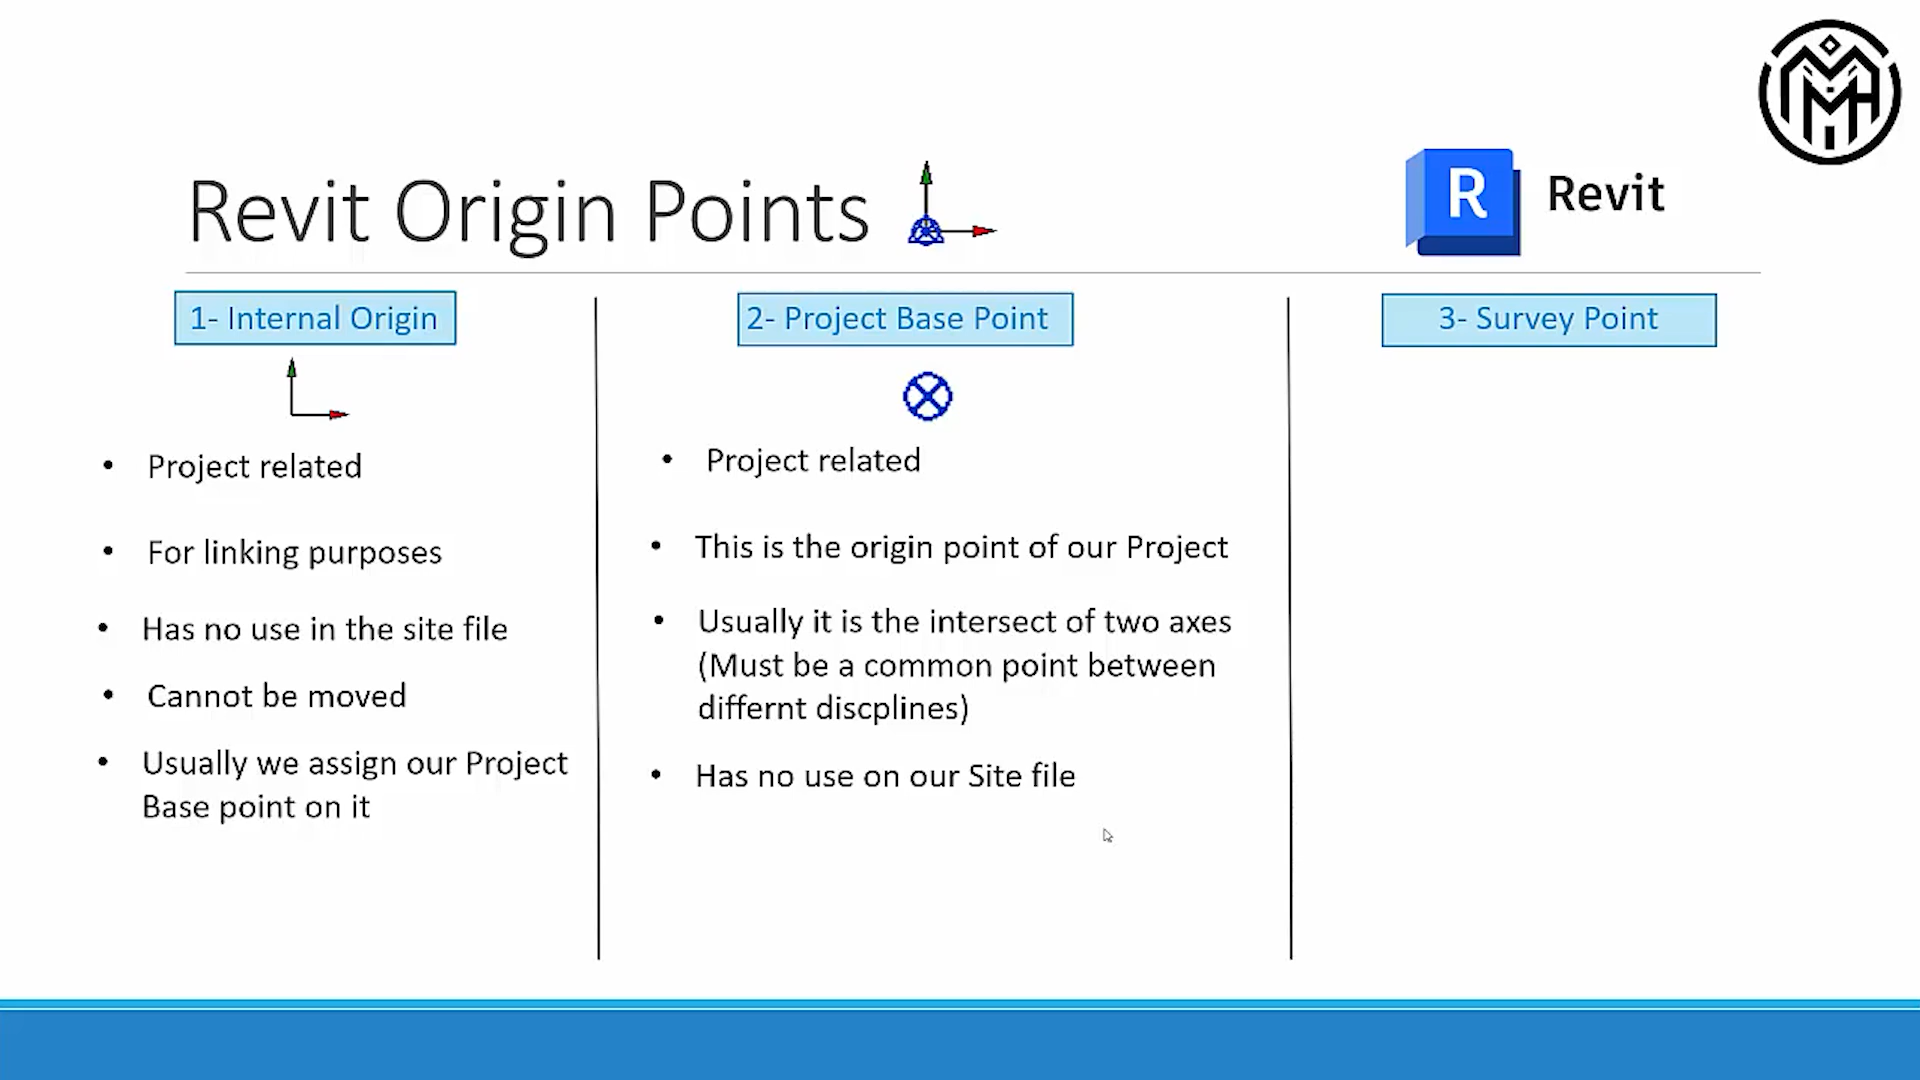 Revit Origin Points
R Revit
1- Internal Origin
• Project related
• For linking purposes
• Has no use in the site file
• Cannot be moved
• Usually we assign our Project
Base point on it
2- Project Base Point
• Project related
• This is the origin point of our Project
• Usually it is the intersect of two axes
(Must be a common point between
differnt discplines)
• Has no use on our Site file
3- Survey Point